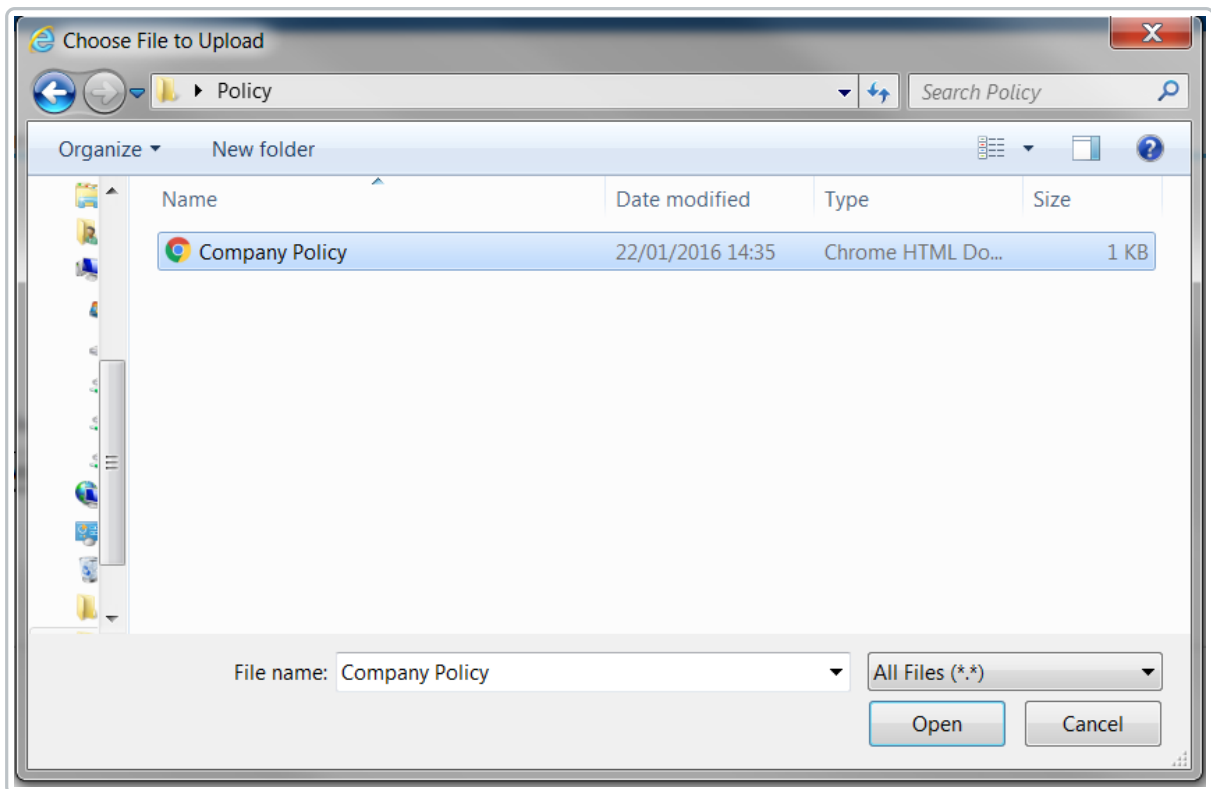 Choose File to Upload
X
Policy
Search Policy
Organize
New folder
?
Name Date modified Type Size
Company Policy 22/01/2016 14:35 Chrome HTML Do... 1 KB
File name: Company Policy All Files (*.*)
Open Cancel